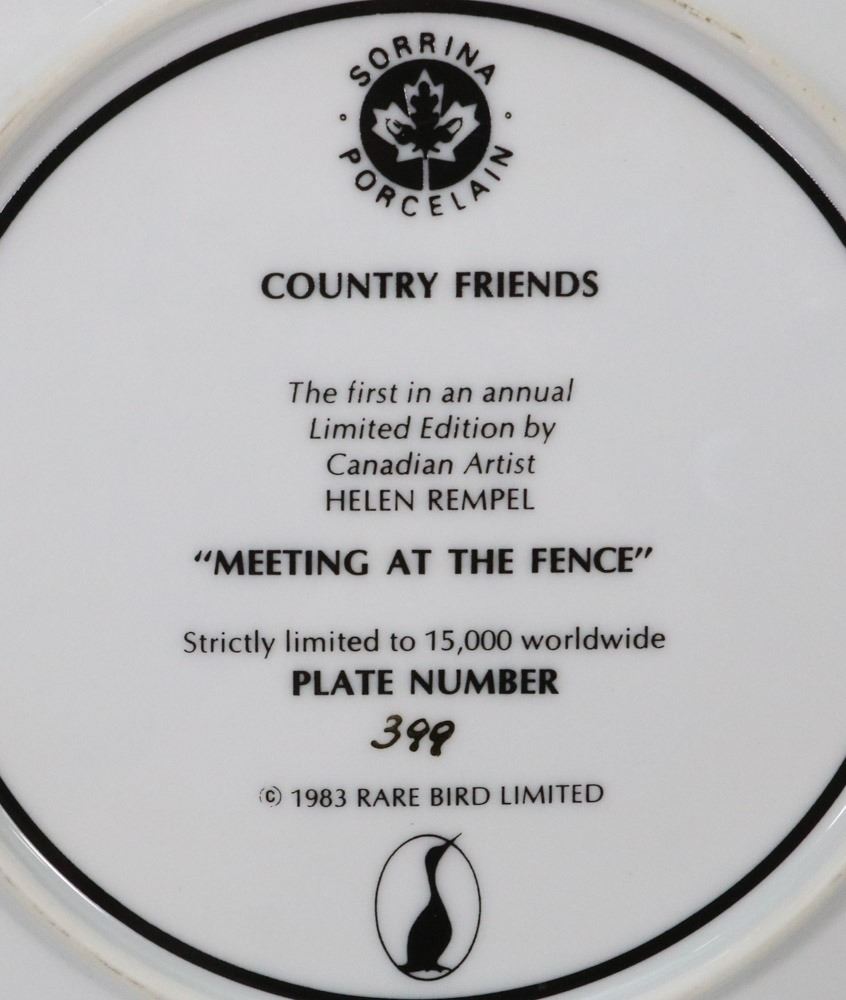 SORRINA
PORCELAIN
COUNTRY FRIENDS
The first in an annual
Limited Edition by
Canadian Artist
HELEN REMPEL
“MEETING AT THE FENCE”
Strictly limited to 15,000 worldwide
PLATE NUMBER
399
© 1983 RARE BIRD LIMITED